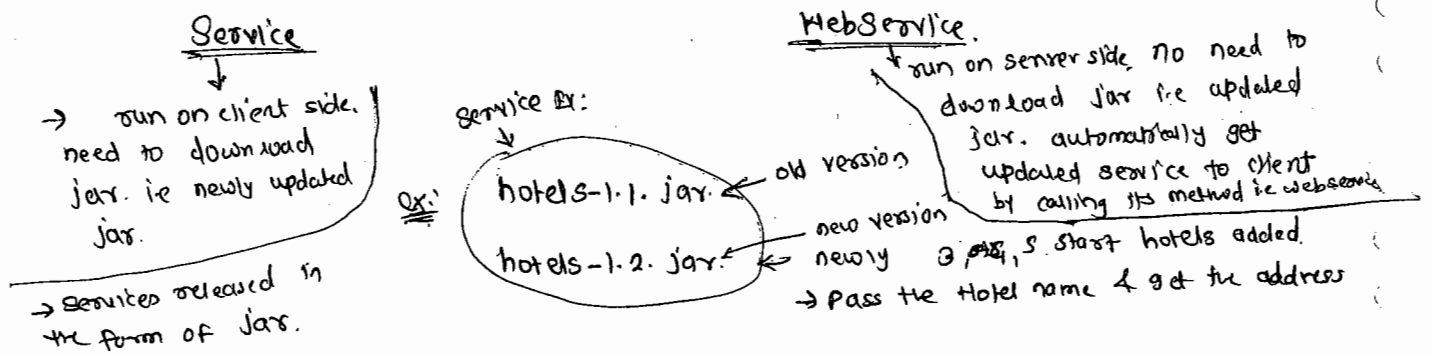 Service
→ run on client side.
need to download
jar. i.e newly updated
jar.
→ services released in
the form of jar.
Service Ex:
Ex:
hotels-1.1. jar. ← old version
hotels-1.2. jar. ← new version
← newly 3, 5 start hotels added.
→ Pass the Hotel name & get the address
WebService.
run on server side. no need to
download jar i.e updated
jar. automatically get
updated service to client
by calling its method i.e webservice